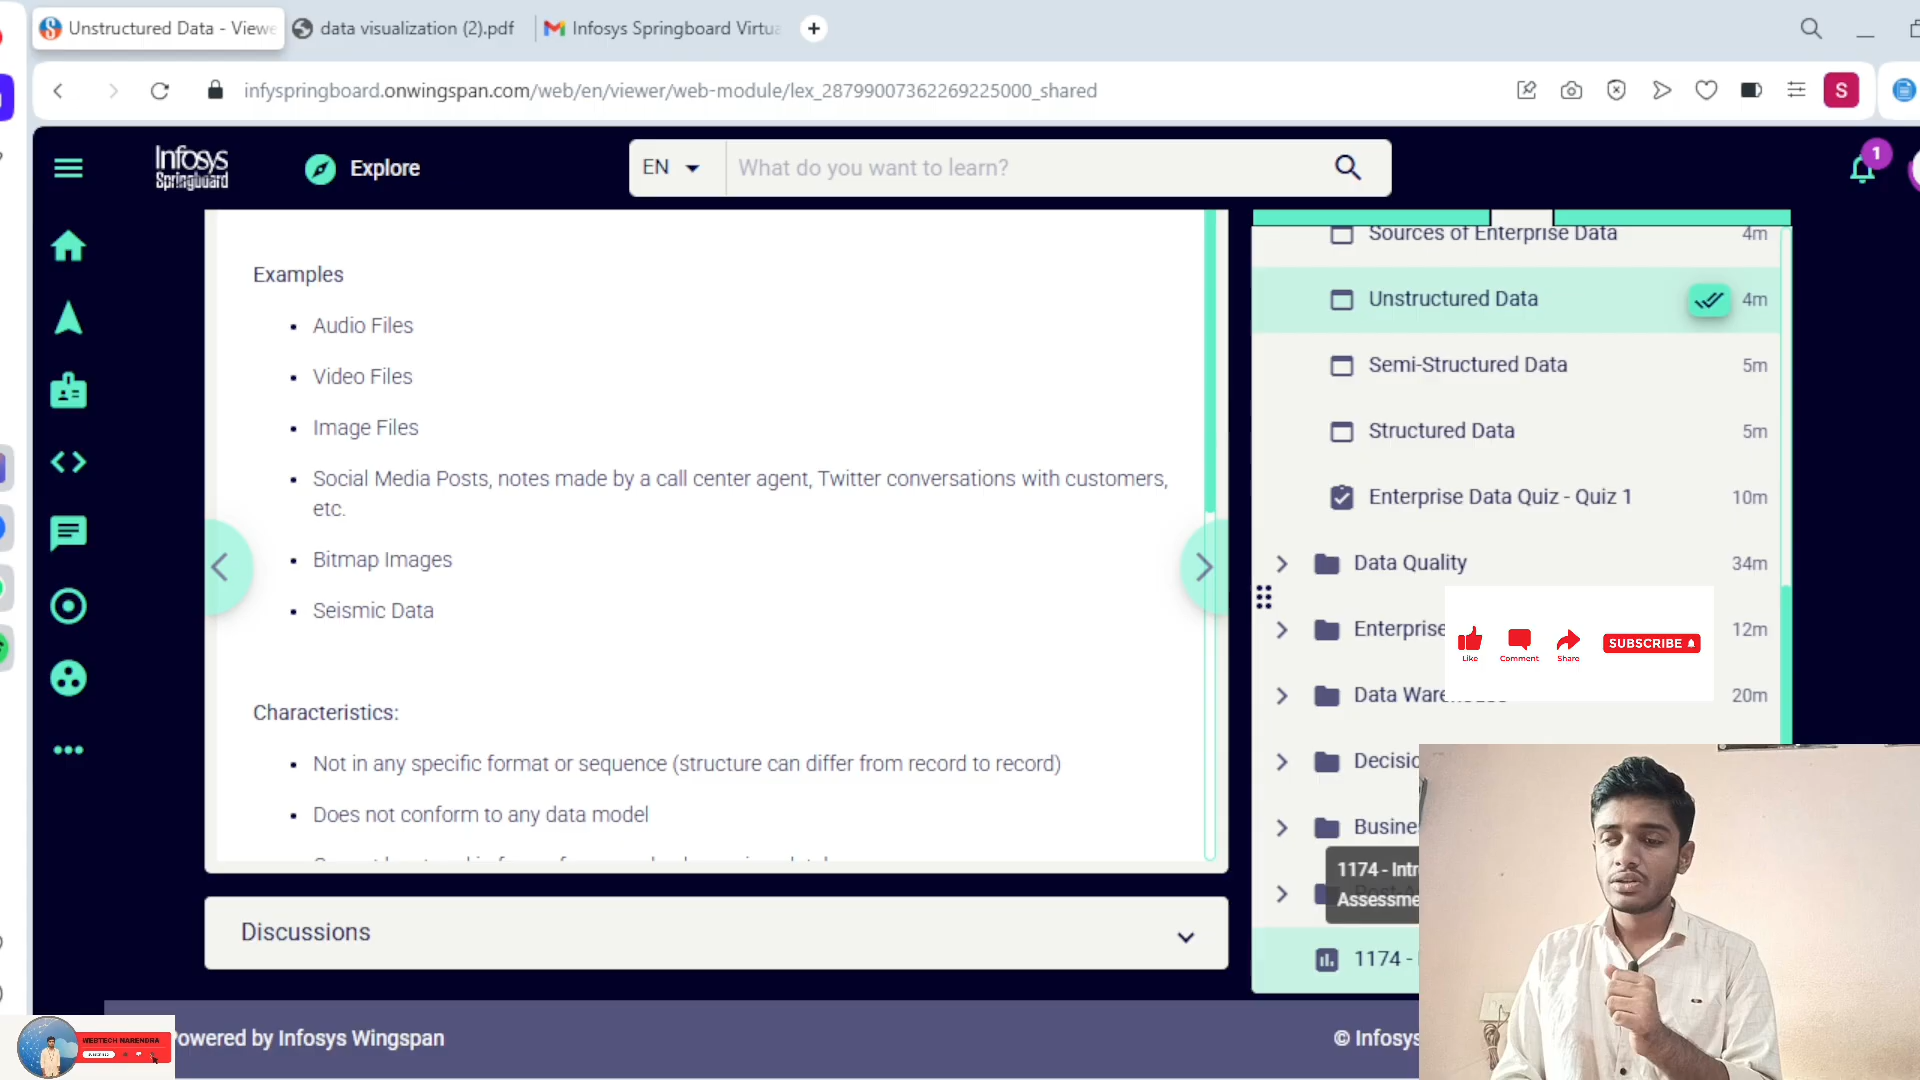 Unstructured Data - Viewe
data visualization (2).pdf
Infosys Springboard Virtua
infyspringboard.onwingspan.com/web/en/viewer/web-module/lex_28799007362269225000_shared
S
Infosys
Springboard
Explore
EN
What do you want to learn?
1
Examples
• Audio Files
• Video Files
• Image Files
• Social Media Posts, notes made by a call center agent, Twitter conversations with customers,
etc.
• Bitmap Images
• Seismic Data
Characteristics:
• Not in any specific format or sequence (structure can differ from record to record)
• Does not conform to any data model
Discussions
Sources of Enterprise Data 4m
Unstructured Data 4m
Semi-Structured Data 5m
Structured Data 5m
Enterprise Data Quiz - Quiz 1 10m
Data Quality 34m
Enterprise 12m
Like Comment Share SUBSCRIBE
Data Ware 20m
Decisio
Busine
1174 - Intr
Assessme
1174 -
WEBTECH NARENDRA
Powered by Infosys Wingspan
© Infosys